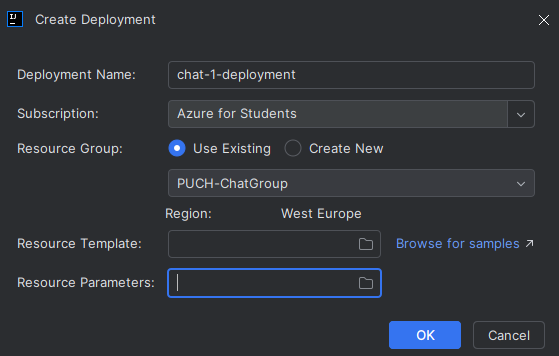 IJ Create Deployment
Deployment Name: chat-1-deployment
Subscription: Azure for Students
Resource Group: Use Existing Create New
PUCH-ChatGroup
Region: West Europe
Resource Template: Browse for samples ↗
Resource Parameters:
OK Cancel